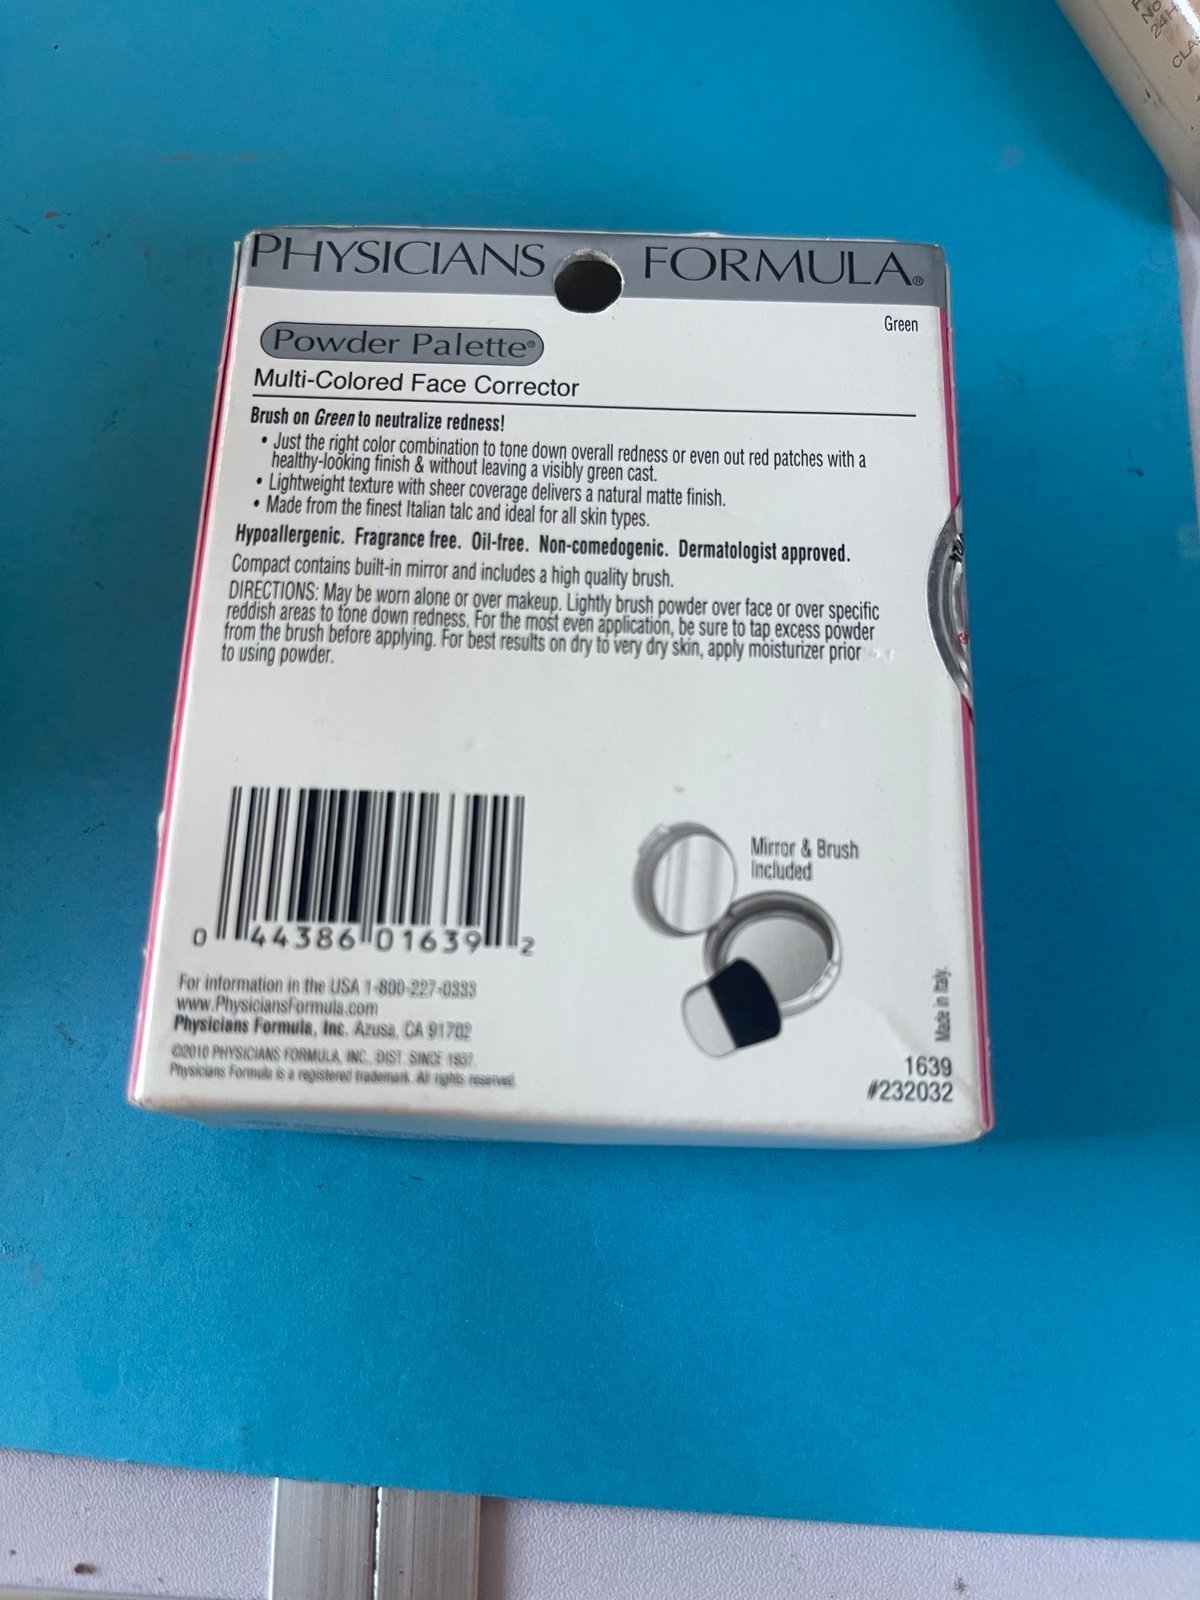 PHYSICIANS FORMULA®
Green
Powder Palette®
Multi-Colored Face Corrector
Brush on Green to neutralize redness!
• Just the right color combination to tone down overall redness or even out red patches with a
healthy-looking finish & without leaving a visibly green cast.
• Lightweight texture with sheer coverage delivers a natural matte finish.
• Made from the finest Italian talc and ideal for all skin types.
Hypoallergenic. Fragrance free. Oil-free. Non-comedogenic. Dermatologist approved.
Compact contains built-in mirror and includes a high quality brush.
DIRECTIONS: May be worn alone or over makeup. Lightly brush powder over face or over specific
reddish areas to tone down redness. For the most even application, be sure to tap excess powder
from the brush before applying. For best results on dry to very dry skin, apply moisturizer prior
to using powder.
Mirror & Brush
Included
0 44386 01639 2
For information in the USA 1-800-227-0333
www.PhysiciansFormula.com
Physicians Formula, Inc. Azusa, CA 91702
©2010 PHYSICIANS FORMULA, INC., DIST. SINCE 1937.
Physicians Formula is a registered trademark. All rights reserved.
Made in Italy.
1639
#232032
24H